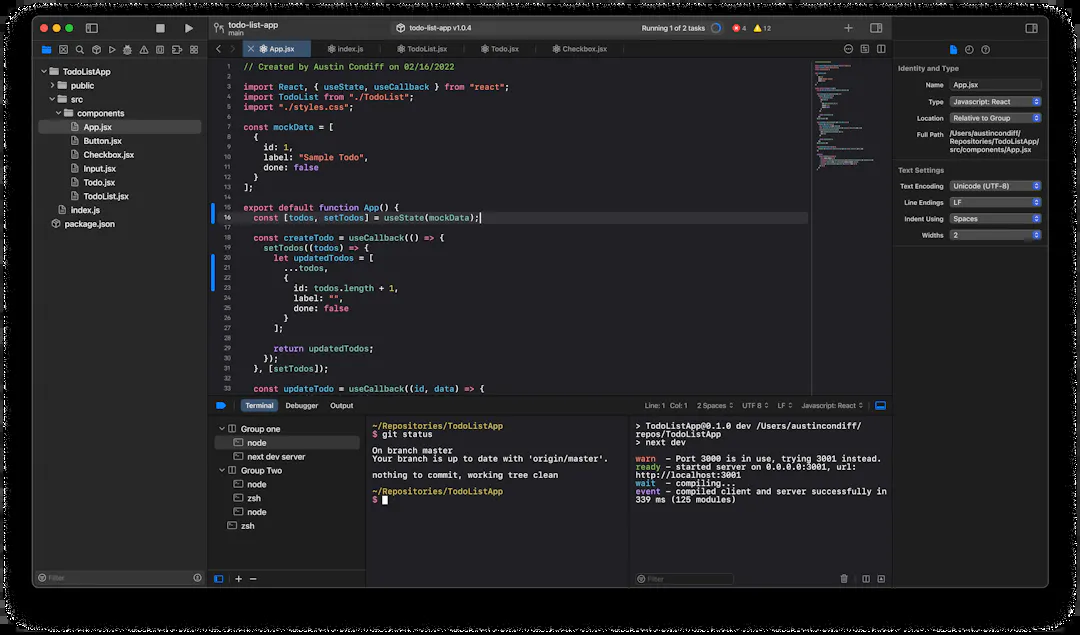 todo-list-app
main
todo-list-app v1.0.4
Running 1 of 2 tasks
4
12
App.jsx
index.js
TodoList.jsx
Todo.jsx
Checkbox.jsx
TodoListApp
public
src
components
App.jsx
Button.jsx
Checkbox.jsx
Input.jsx
Todo.jsx
TodoList.jsx
index.js
package.json
Filter
1 // Created by Austin Condiff on 02/16/2022
2
3 import React, { useState, useCallback } from "react";
4 import TodoList from "./TodoList";
5 import "./styles.css";
6
7 const mockData = [
8 {
9 id: 1,
10 label: "Sample Todo",
11 done: false
12 }
13 ];
14
15 export default function App() {
16 const [todos, setTodos] = useState(mockData);
17
18 const createTodo = useCallback(() => {
19 setTodos((todos) => {
20 let updatedTodos = [
21 ...todos,
22 {
23 id: todos.length + 1,
24 label: "",
25 done: false
26 }
27 ];
28
29 return updatedTodos;
30 });
31 }, [setTodos]);
32
33 const updateTodo = useCallback((id, data) => {
Terminal
Debugger
Output
Line: 1 Col: 1
2 Spaces
UTF 8
LF
Javascript: React
Group one
node
next dev server
Group Two
node
zsh
node
zsh
~/Repositories/TodoListApp
$ git status
On branch master
Your branch is up to date with 'origin/master'.
nothing to commit, working tree clean
~/Repositories/TodoListApp
$
> TodoListApp@0.1.0 dev /Users/austincondiff/
repos/TodoListApp
> next dev
warn - Port 3000 is in use, trying 3001 instead.
ready - started server on 0.0.0.0:3001, url:
http://localhost:3001
wait - compiling...
event - compiled client and server successfully in
339 ms (125 modules)
Filter
Identity and Type
Name App.jsx
Type Javascript: React
Location Relative to Group
Full Path /Users/austincondiff/
Repositories/TodoListApp/
src/components/App.jsx
Text Settings
Text Encoding Unicode (UTF-8)
Line Endings LF
Indent Using Spaces
Widths 2